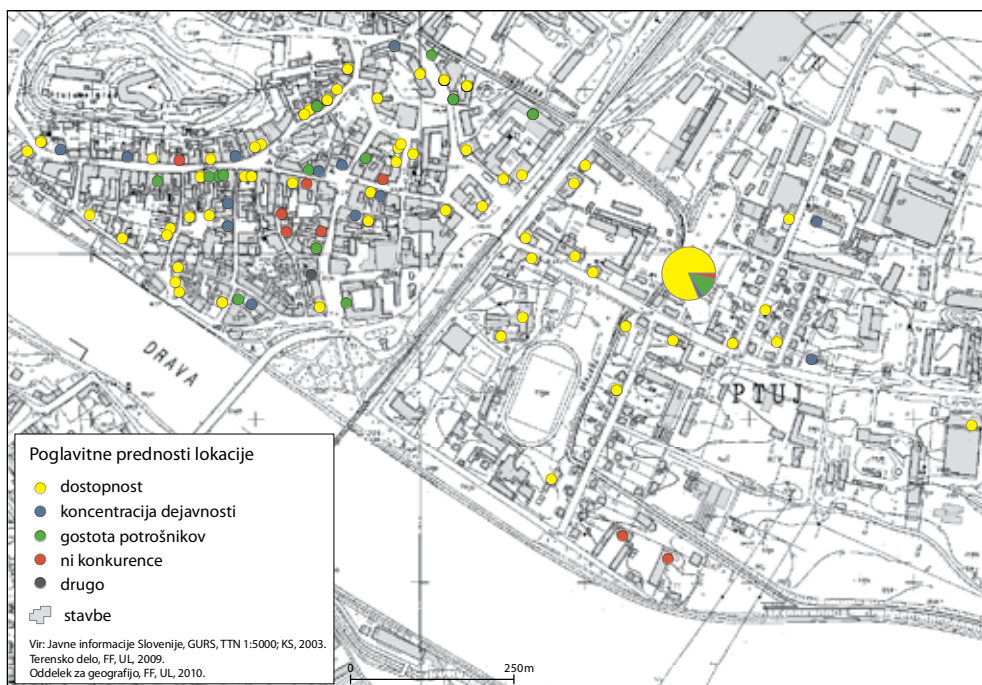 DRAVA
PTUJ
Poglavitne prednosti lokacije
dostopnost
koncentracija dejavnosti
gostota potrošnikov
ni konkurence
drugo
stavbe
Vir: Javne informacije Slovenije, GURS, TTN 1:5000; KS, 2003.
Terensko delo, FF, UL, 2009.
Oddelek za geografijo, FF, UL, 2010.
0 250m